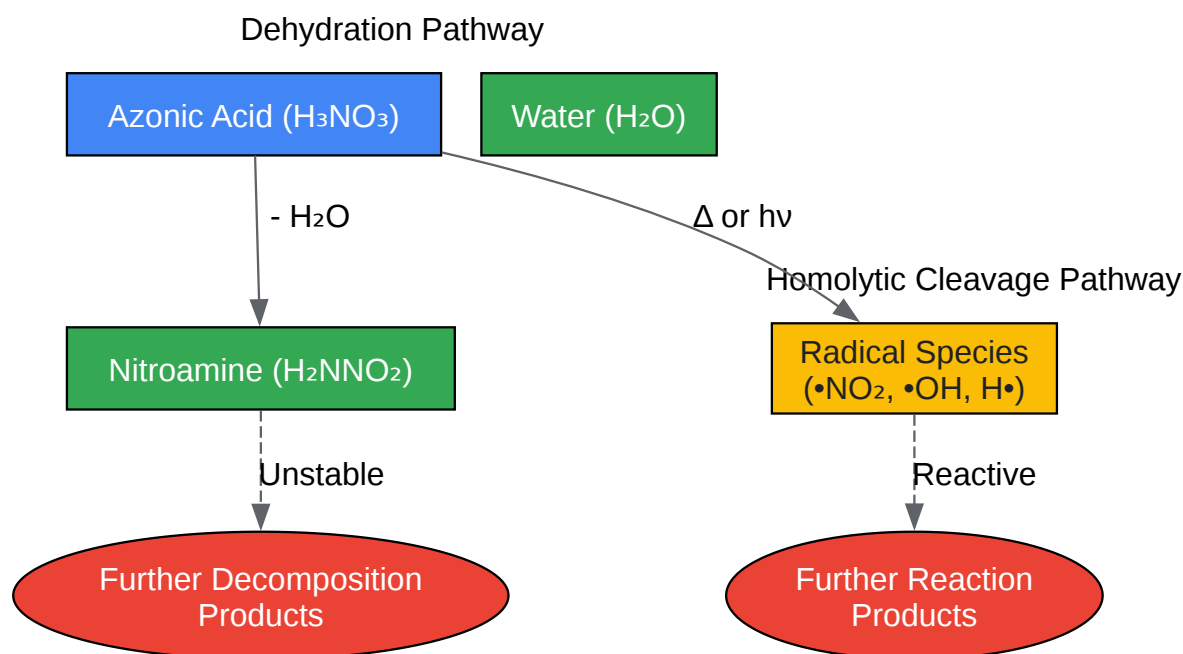 Dehydration Pathway
Azonic Acid (H₃NO₃)
Water (H₂O)
- H₂O
Δ or hν
Homolytic Cleavage Pathway
Nitroamine (H₂NNO₂)
Radical Species
(•NO₂, •OH, H•)
Unstable
Reactive
Further Decomposition
Products
Further Reaction
Products